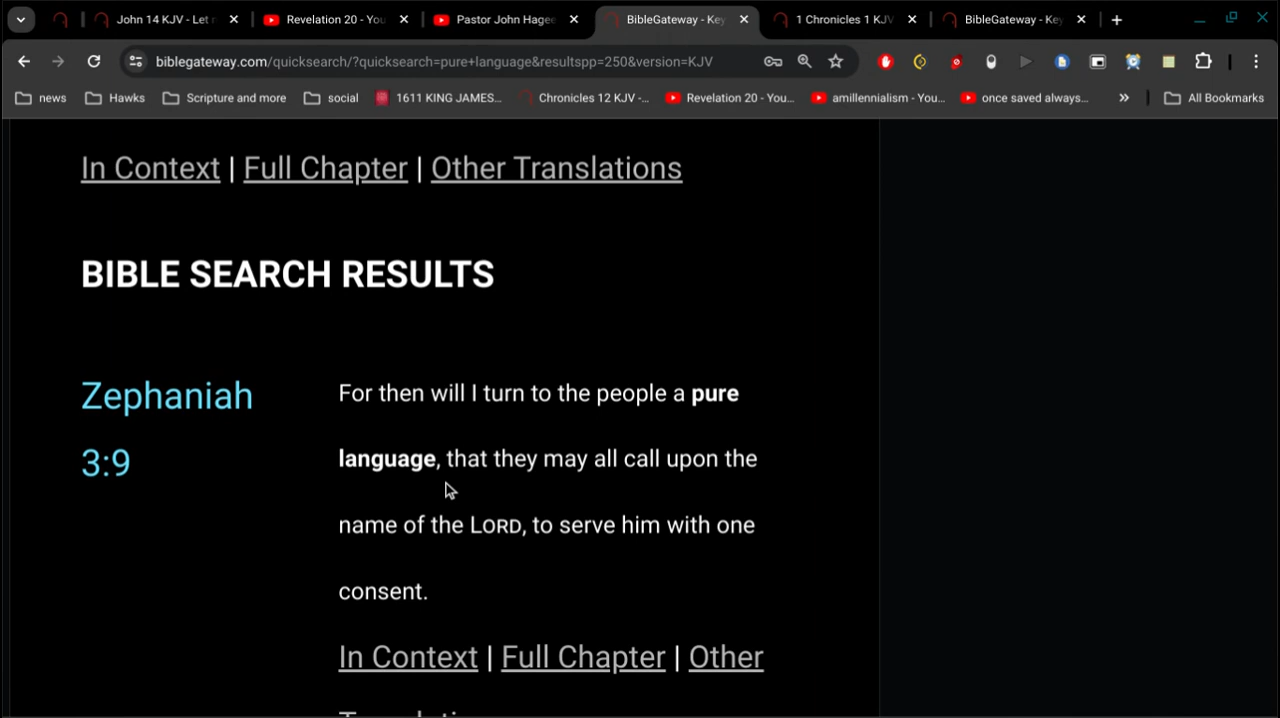 John 14 KJV - Let n
Revelation 20 - You
Pastor John Hagee
BibleGateway - Key
1 Chronicles 1 KJV
BibleGateway - Key
biblegateway.com/quicksearch/?quicksearch=pure+language&resultspp=250&version=KJV
news
Hawks
Scripture and more
social
1611 KING JAMES...
Chronicles 12 KJV -...
Revelation 20 - You...
amillennialism - You...
once saved always...
All Bookmarks
In Context | Full Chapter | Other Translations
BIBLE SEARCH RESULTS
Zephaniah
3:9
For then will I turn to the people a pure
language, that they may all call upon the
name of the LORD, to serve him with one
consent.
In Context | Full Chapter | Other